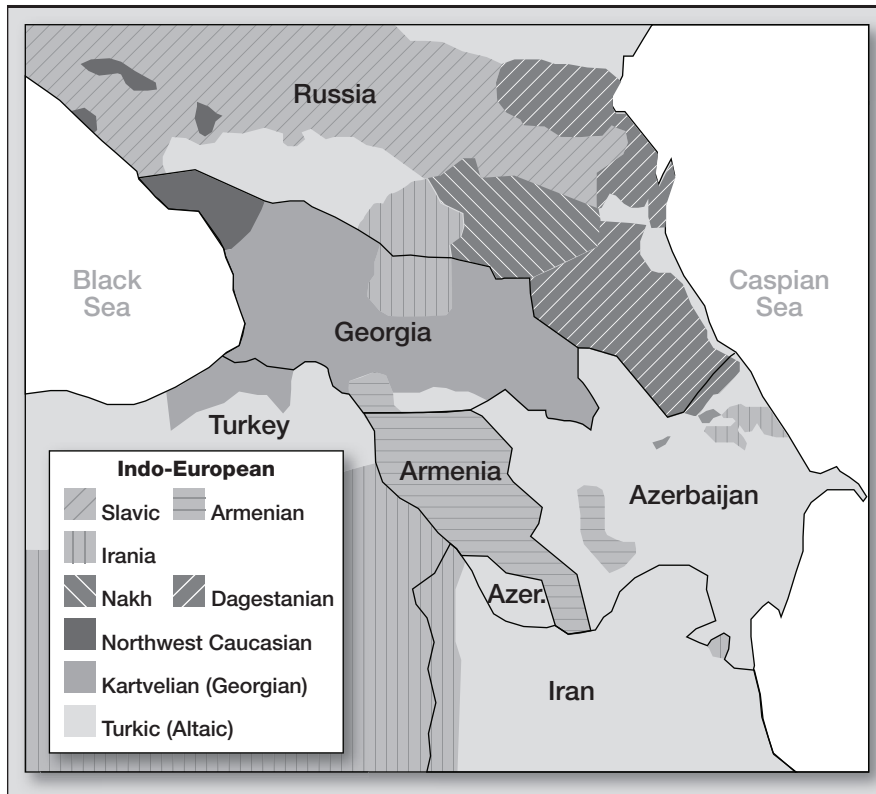 Russia
Black
Sea
Caspian
Sea
Georgia
Turkey
Armenia
Azerbaijan
Azer.
Iran
Indo-European
Slavic Armenian
Irania
Nakh Dagestanian
Northwest Caucasian
Kartvelian (Georgian)
Turkic (Altaic)